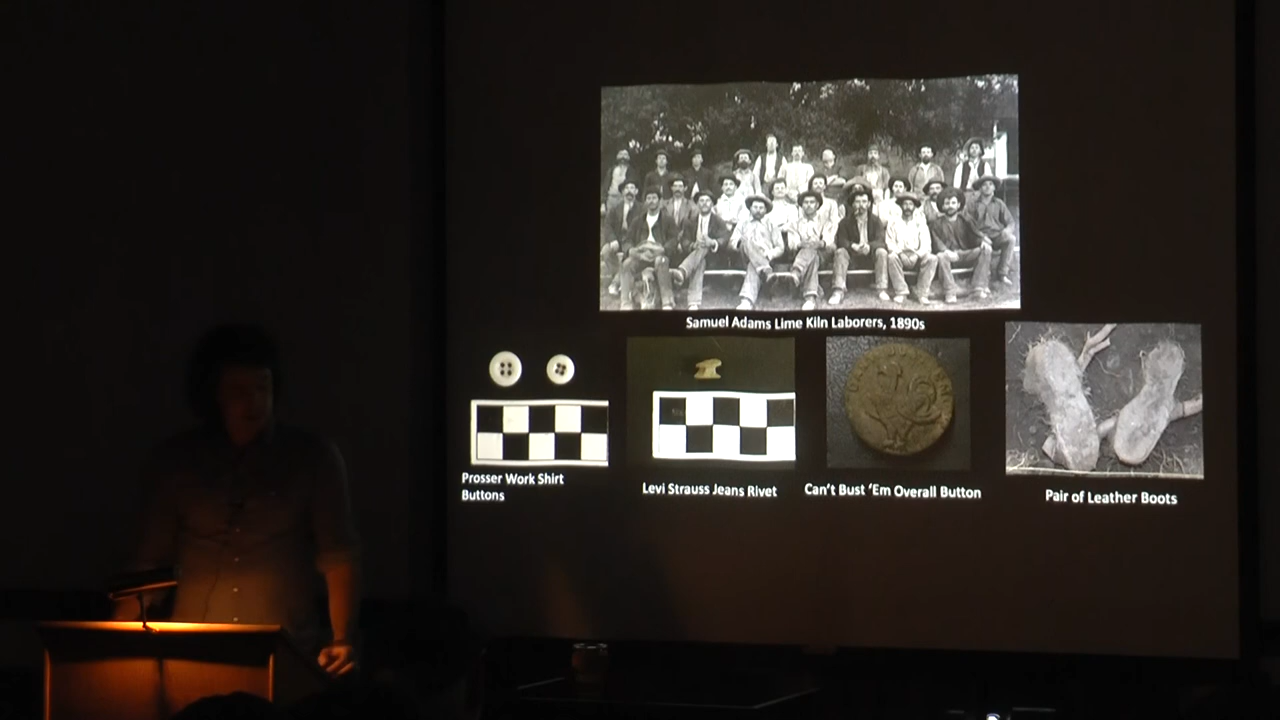 Samuel Adams Lime Kiln Laborers, 1890s
Prosser Work Shirt
Buttons
Levi Strauss Jeans Rivet
Can't Bust 'Em Overall Button
Pair of Leather Boots